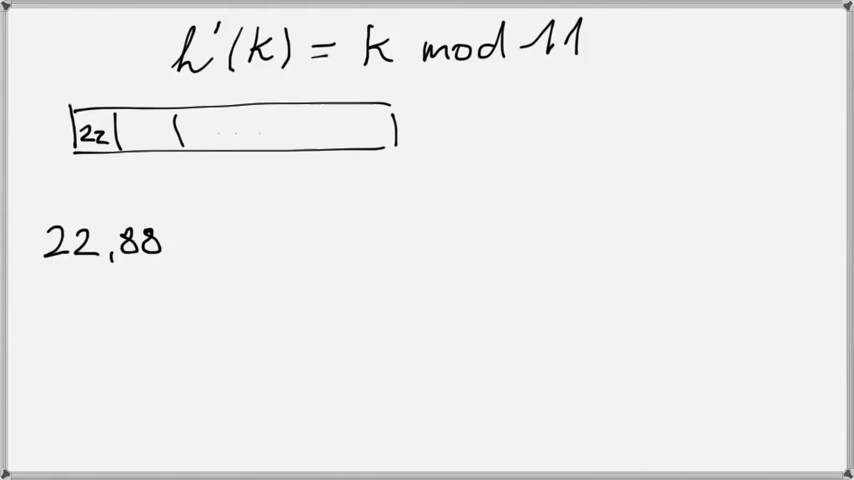 h'(k) = k mod 11
22 ...
22,88